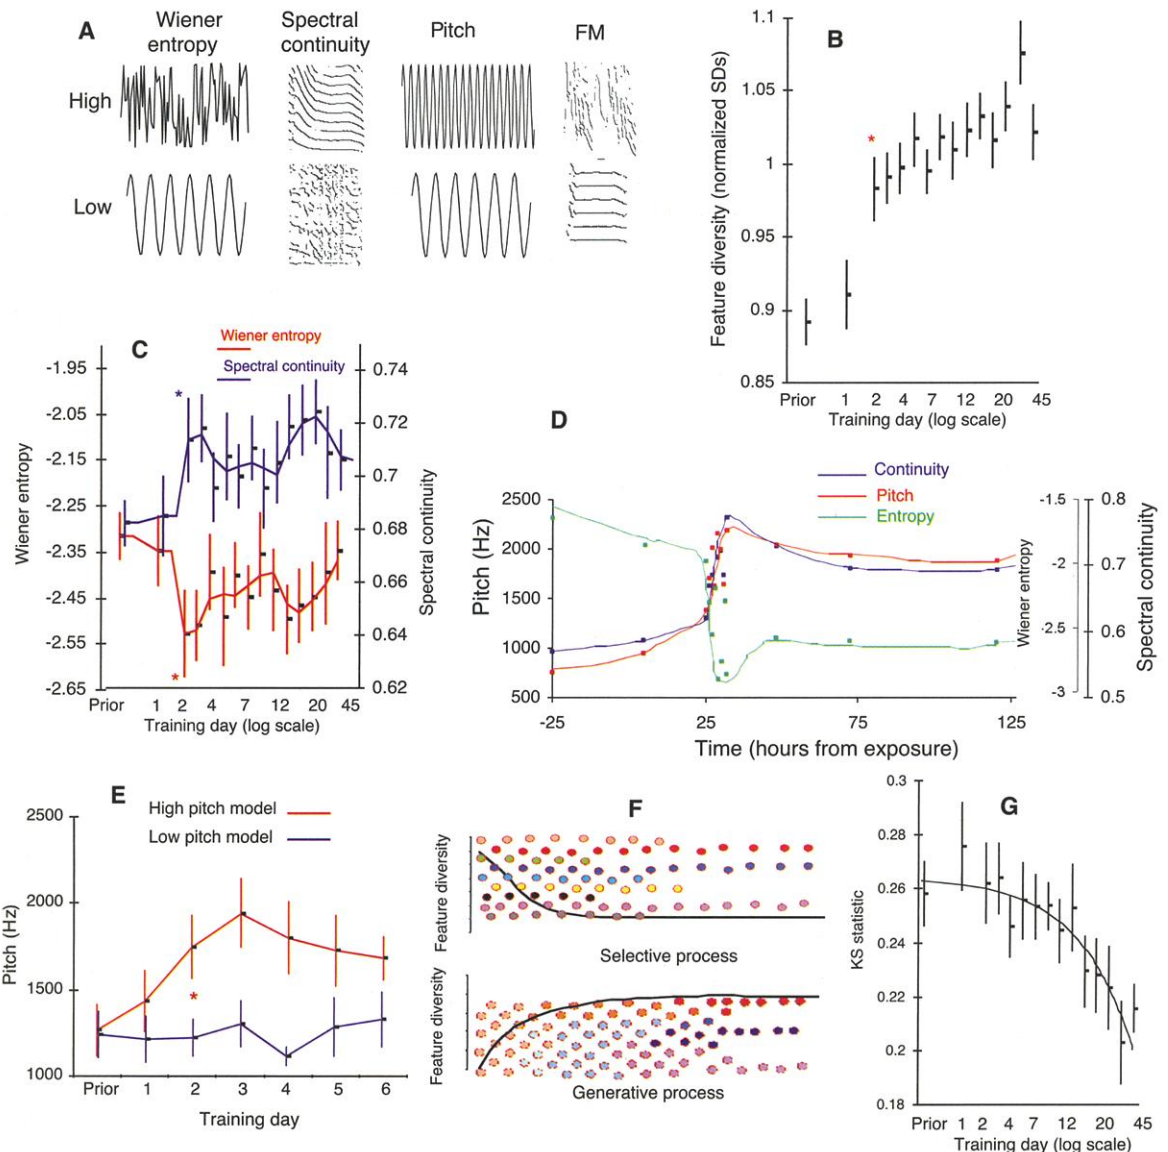 A
Wiener
entropy
Spectral
continuity
Pitch
FM
High
Low
B
Feature diversity (normalized SDs)
1.1
1.05
1
0.95
0.9
0.85
*
Prior 1 2 4 7 12 20 45
Training day (log scale)
C
Wiener entropy
Spectral continuity
Wiener entropy
-1.95
-2.05
-2.15
-2.25
-2.35
-2.45
-2.55
-2.65
*
*
0.74
0.72
0.7
0.68
0.66
0.64
0.62
Spectral continuity
Prior 1 2 4 7 12 20 45
Training day (log scale)
D
Continuity
Pitch
Entropy
Pitch (Hz)
2500
2000
1500
1000
500
-1.5
-2
-2.5
-3
Wiener entropy
0.8
0.7
0.6
0.5
Spectral continuity
-25 25 75 125
Time (hours from exposure)
E
High pitch model
Low pitch model
Pitch (Hz)
2500
2000
1500
1000
*
Prior 1 2 3 4 5 6
Training day
F
Feature diversity
Selective process
Feature diversity
Generative process
G
KS statistic
0.3
0.28
0.26
0.24
0.22
0.2
0.18
Prior 1 2 4 7 12 20 45
Training day (log scale)